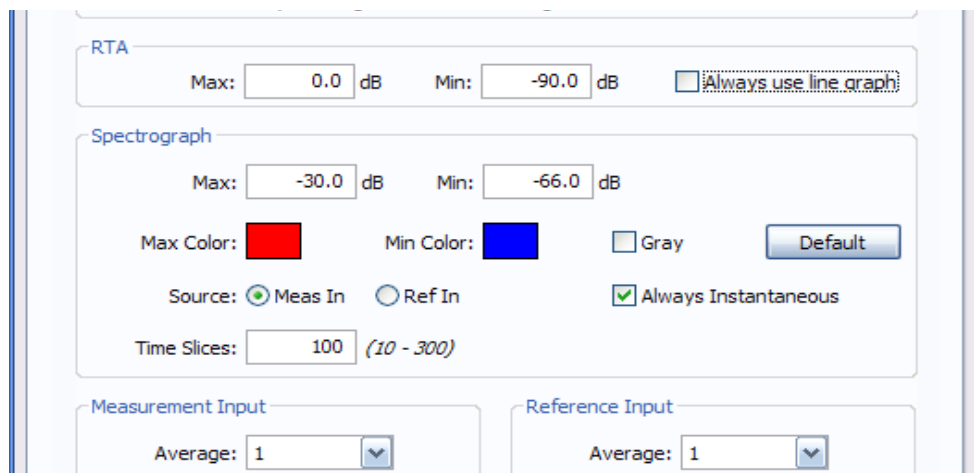 RTA
Max: 0.0 dB Min: -90.0 dB Always use line graph
Spectrograph
Max: -30.0 dB Min: -66.0 dB
Max Color: Min Color: Gray Default
Source: Meas In Ref In Always Instantaneous
Time Slices: 100 (10 - 300)
Measurement Input Reference Input
Average: 1 Average: 1